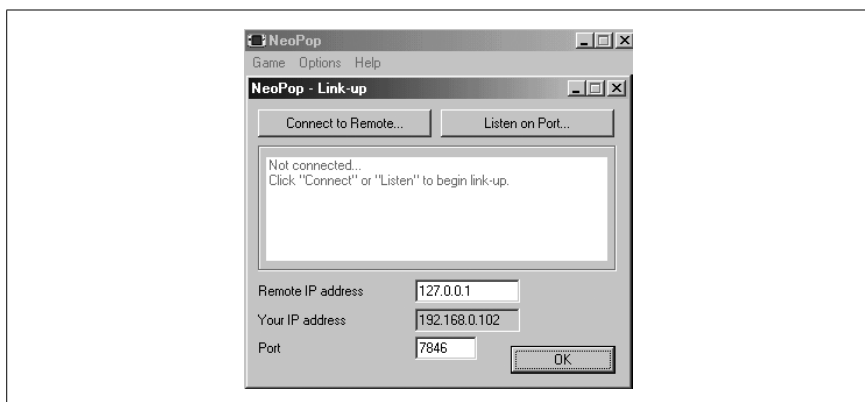 NeoPop
Game Options Help
NeoPop - Link-up
Connect to Remote... Listen on Port...
Not connected...
Click "Connect" or "Listen" to begin link-up.
Remote IP address 127.0.0.1
Your IP address 192.168.0.102
Port 7846
OK